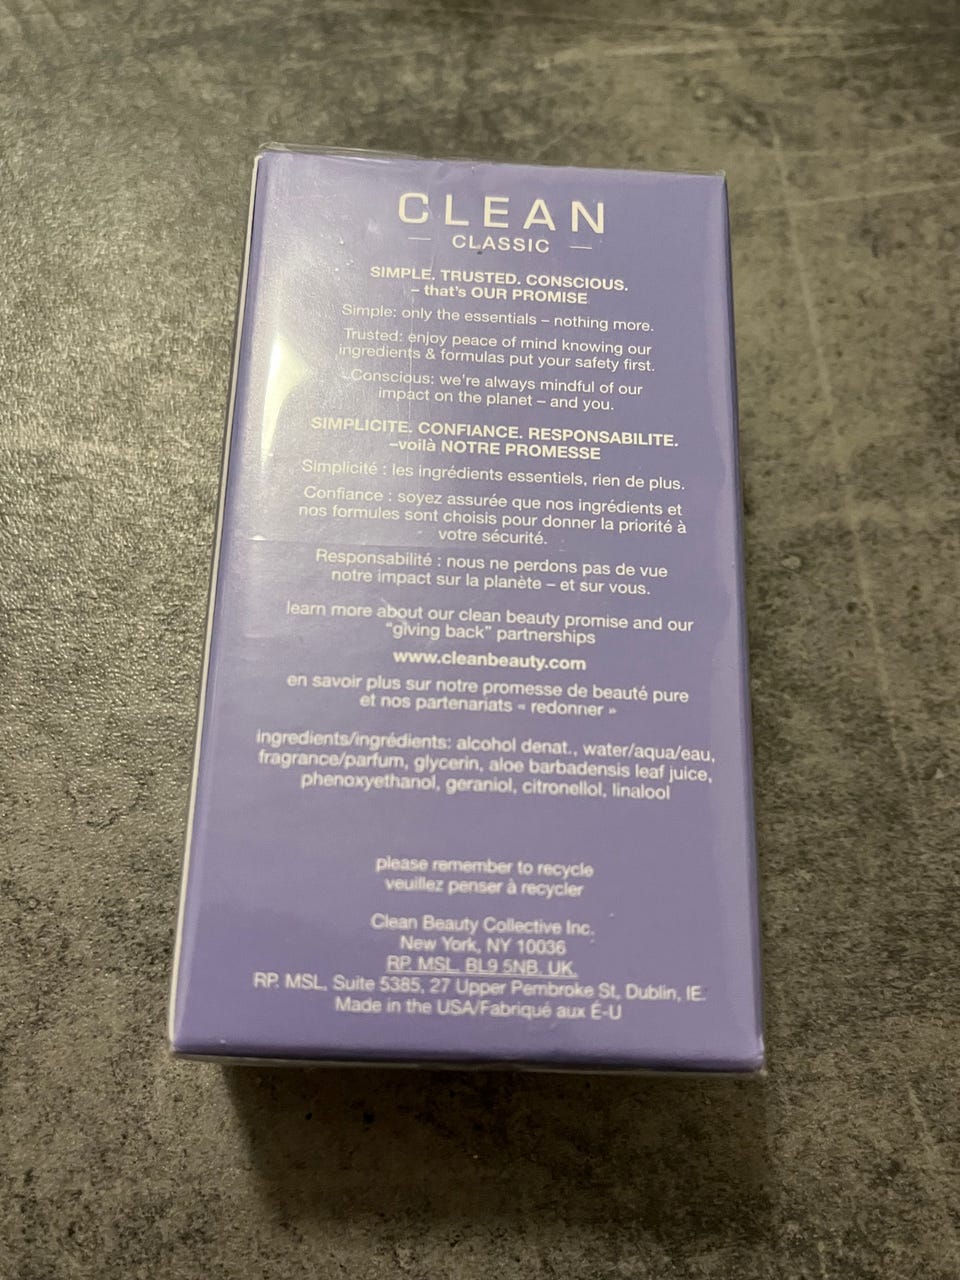 CLEAN
— CLASSIC —
SIMPLE. TRUSTED. CONSCIOUS.
– that's OUR PROMISE
Simple: only the essentials – nothing more.
Trusted: enjoy peace of mind knowing our
ingredients & formulas put your safety first.
Conscious: we're always mindful of our
impact on the planet – and you.
SIMPLICITE. CONFIANCE. RESPONSABILITE.
–voilà NOTRE PROMESSE
Simplicité : les ingrédients essentiels, rien de plus.
Confiance : soyez assurée que nos ingrédients et
nos formules sont choisis pour donner la priorité à
votre sécurité.
Responsabilité : nous ne perdons pas de vue
notre impact sur la planète – et sur vous.
learn more about our clean beauty promise and our
"giving back" partnerships
www.cleanbeauty.com
en savoir plus sur notre promesse de beauté pure
et nos partenariats « redonner »
ingredients/ingrédients: alcohol denat., water/aqua/eau,
fragrance/parfum, glycerin, aloe barbadensis leaf juice,
phenoxyethanol, geraniol, citronellol, linalool
please remember to recycle
veuillez penser à recycler
Clean Beauty Collective Inc.
New York, NY 10036
RP. MSL. BL9 5NB. UK.
RP. MSL, Suite 5385, 27 Upper Pembroke St, Dublin, IE.
Made in the USA/Fabriqué aux É-U